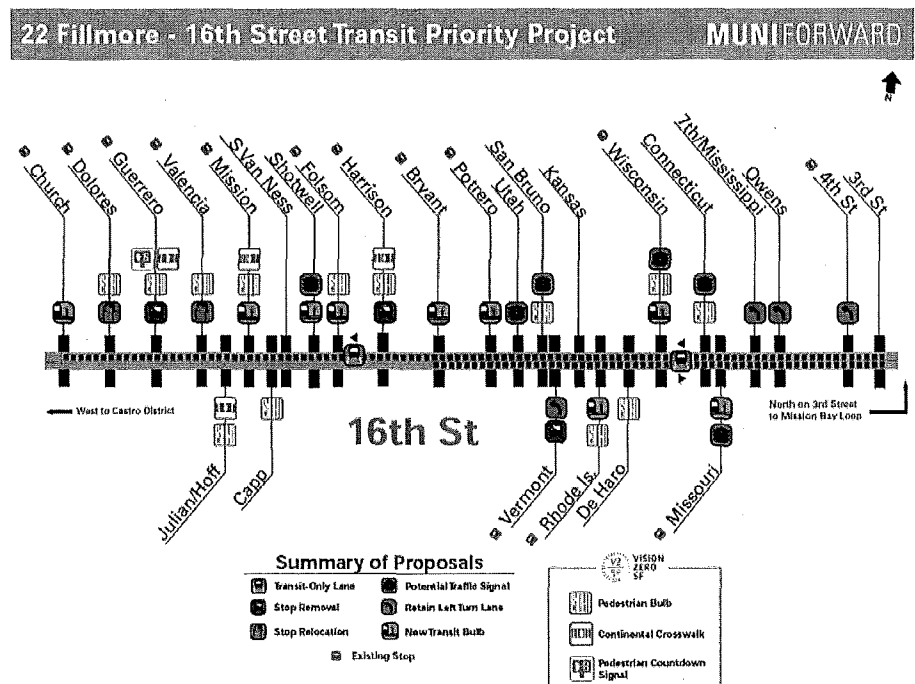 22 Fillmore - 16th Street Transit Priority Project
MUNIFORWARD
N
Church
Dolores
Guerrero
Valencia
Mission
S Van Ness
Shotwell
Folsom
Harrison
Bryant
Potrero
Utah
San Bruno
Kansas
Wisconsin
Connecticut
7th/Mississippi
Owens
4th St
3rd St
West to Castro District
16th St
North on 3rd Street
to Mission Bay Loop
Julian/Hoff
Capp
Vermont
Rhode Is.
De Haro
Missouri
Summary of Proposals
Transit-Only Lane
Potential Traffic Signal
Stop Removal
Retain Left Turn Lane
Stop Relocation
New Transit Bulb
Existing Stop
VISION
ZERO
SF
Pedestrian Bulb
Continental Crosswalk
Pedestrian Countdown
Signal